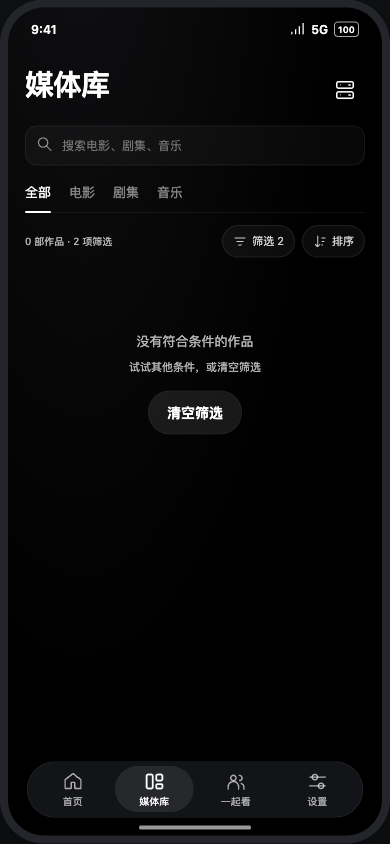 9:41
5G 100
媒体库
搜索电影、剧集、音乐
全部 电影 剧集 音乐
0 部作品 · 2 项筛选 筛选 2 排序
没有符合条件的作品
试试其他条件，或清空筛选
清空筛选
首页 媒体库 一起看 设置